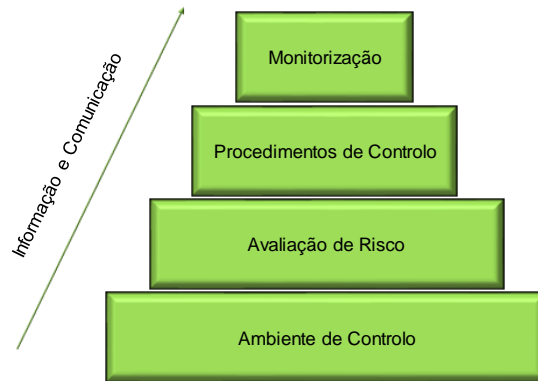 Monitorização
Informação e Comunicação
Procedimentos de Controlo
Avaliação de Risco
Ambiente de Controlo